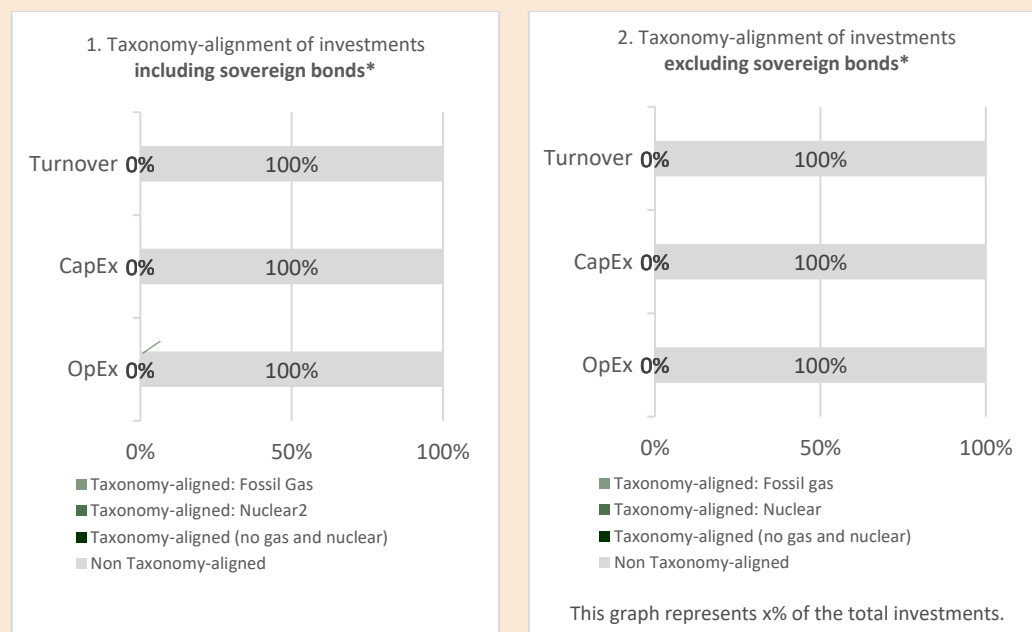 1. Taxonomy-alignment of investments
including sovereign bonds*
Turnover 0% 100%
CapEx 0% 100%
OpEx 0% 100%
0% 50% 100%
Taxonomy-aligned: Fossil Gas
Taxonomy-aligned: Nuclear2
Taxonomy-aligned (no gas and nuclear)
Non Taxonomy-aligned
2. Taxonomy-alignment of investments
excluding sovereign bonds*
Turnover 0% 100%
CapEx 0% 100%
OpEx 0% 100%
0% 50% 100%
Taxonomy-aligned: Fossil gas
Taxonomy-aligned: Nuclear
Taxonomy-aligned (no gas and nuclear)
Non Taxonomy-aligned
This graph represents x% of the total investments.